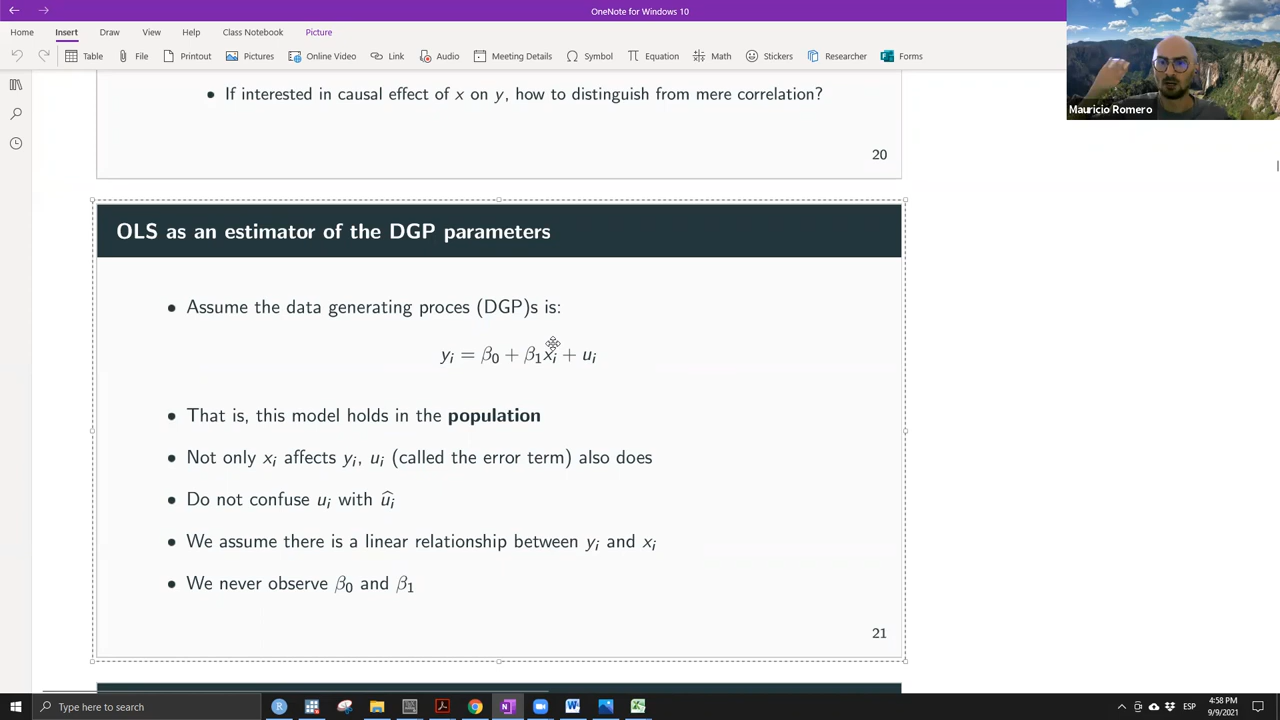 OneNote for Windows 10
Home Insert Draw View Help Class Notebook Picture
Table File Printout Pictures Online Video Link Audio Meeting Details Symbol Equation Math Stickers Researcher Forms
Mauricio Romero
• If interested in causal effect of x on y, how to distinguish from mere correlation?
20
OLS as an estimator of the DGP parameters
• Assume the data generating proces (DGP)s is:
yᵢ = β₀ + β₁xᵢ + uᵢ
• That is, this model holds in the population
• Not only xᵢ affects yᵢ, uᵢ (called the error term) also does
• Do not confuse uᵢ with û​ᵢ
• We assume there is a linear relationship between yᵢ and xᵢ
• We never observe β₀ and β₁
21
Type here to search
ESP
4:58 PM
9/9/2021